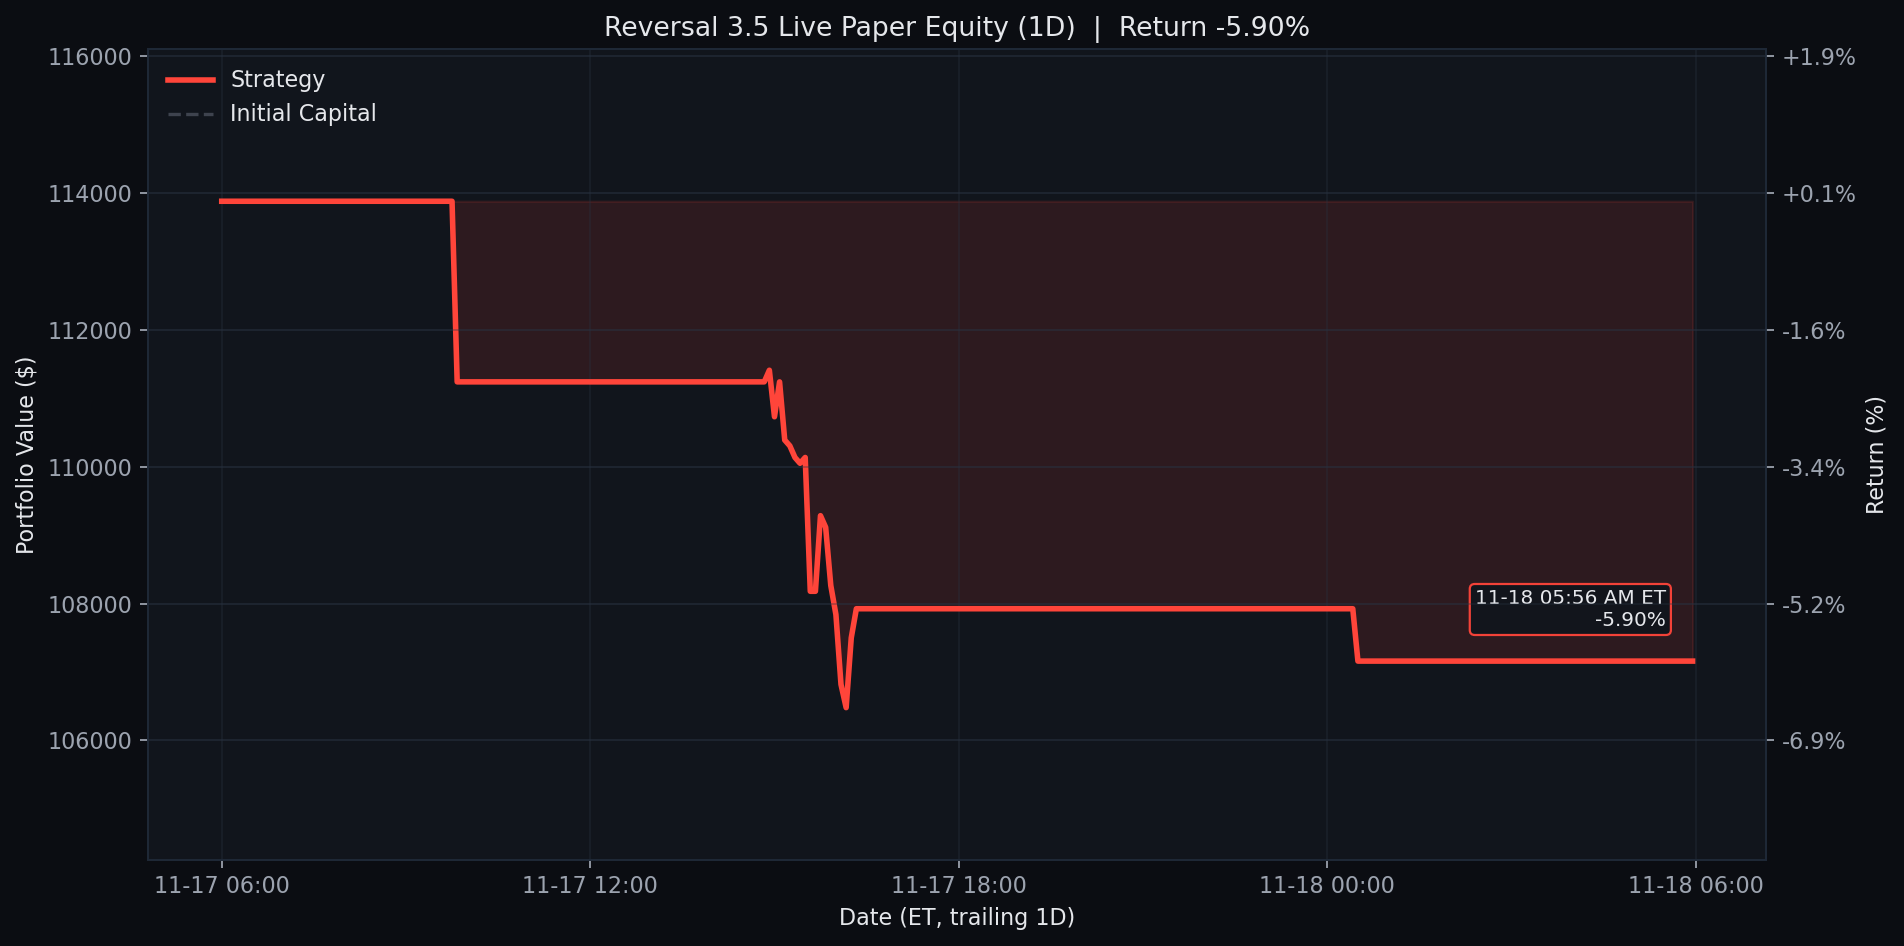 Reversal 3.5 Live Paper Equity (1D)  |  Return -5.90%
Strategy
Initial Capital
116000
114000
112000
110000
108000
106000
Portfolio Value ($)
+1.9%
+0.1%
-1.6%
-3.4%
-5.2%
-6.9%
Return (%)
11-18 05:56 AM ET
-5.90%
11-17 06:00
11-17 12:00
11-17 18:00
11-18 00:00
11-18 06:00
Date (ET, trailing 1D)